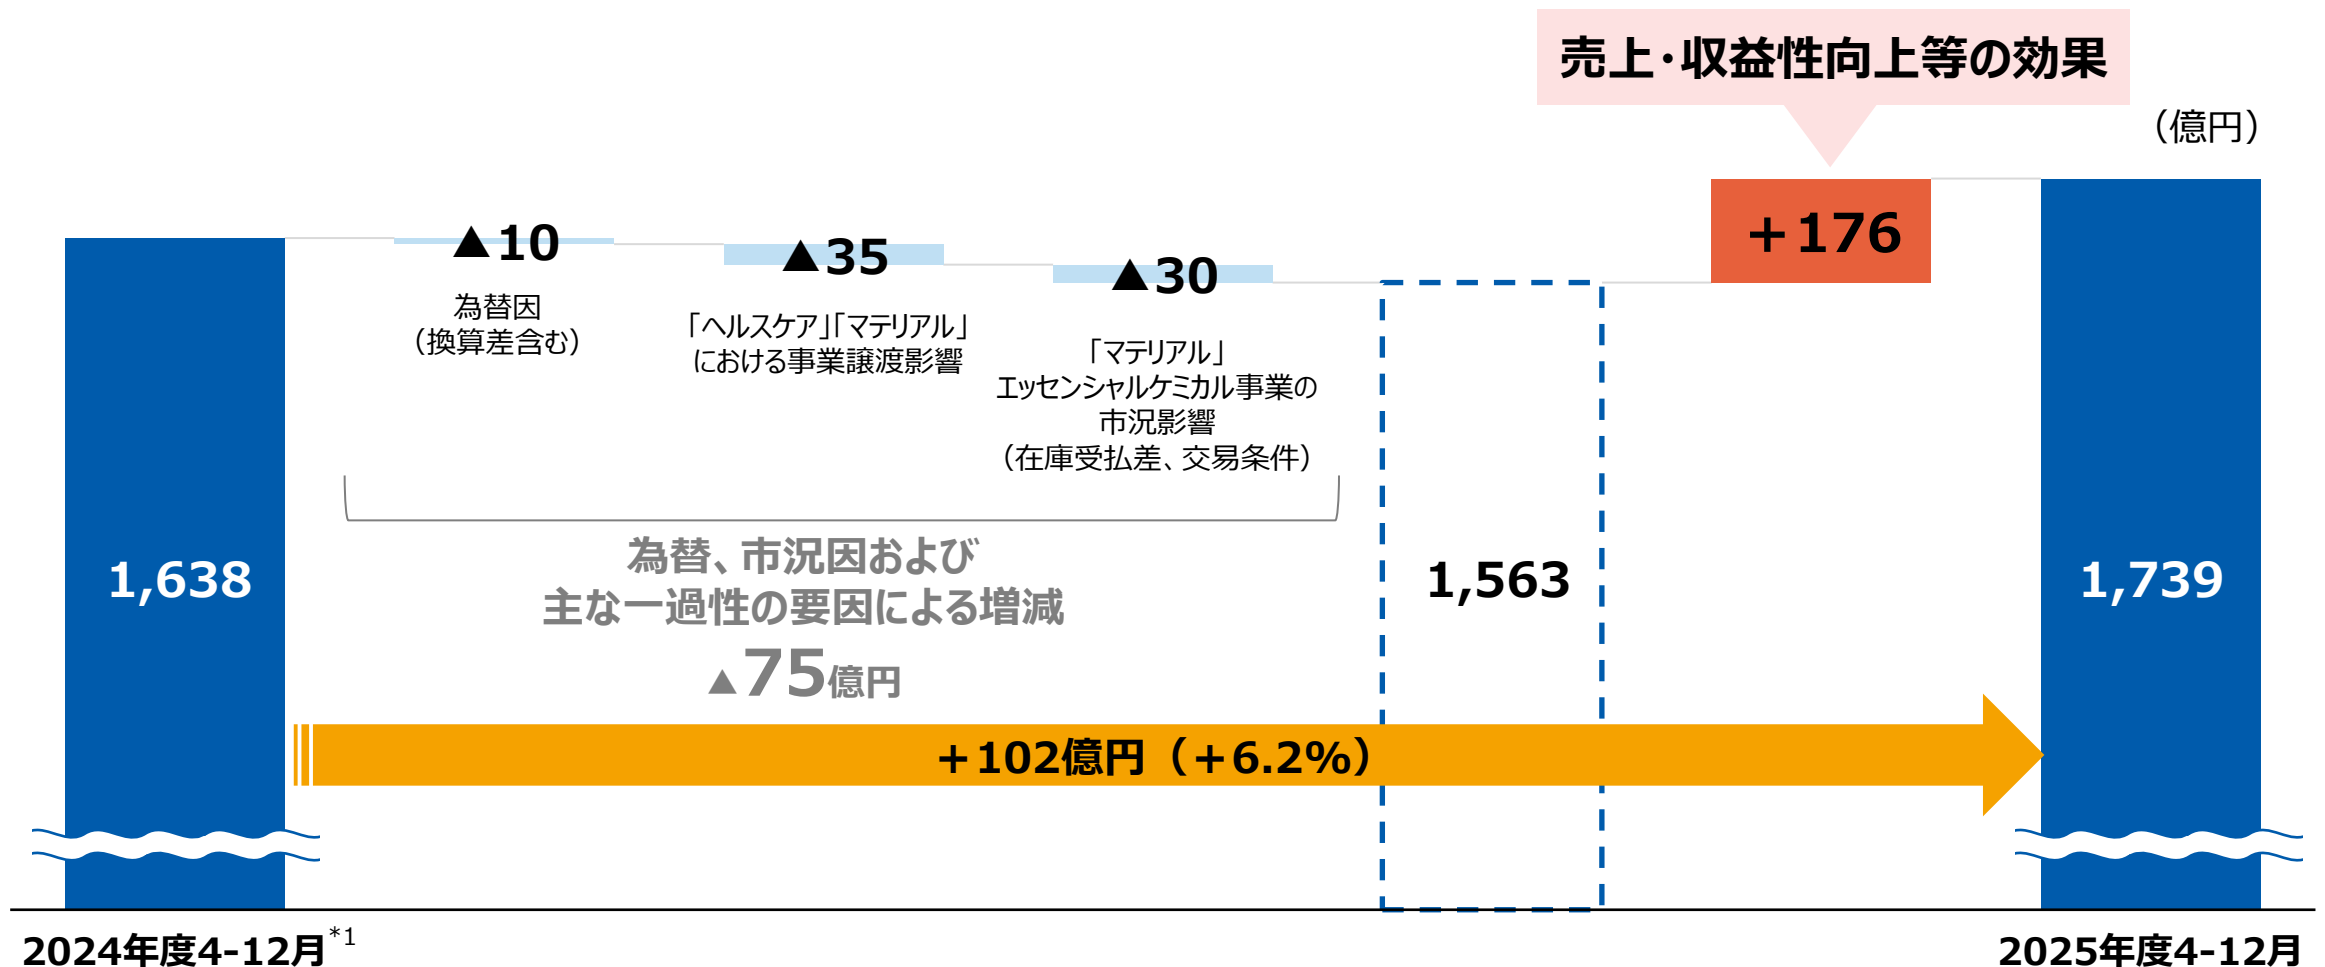 売上・収益性向上等の効果
（億円）
▲10
為替因
（換算差含む）
▲35
「ヘルスケア」「マテリアル」
における事業譲渡影響
▲30
「マテリアル」
エッセンシャルケミカル事業の
市況影響
（在庫受払差、交易条件）
＋176
為替、市況因および
主な一過性の要因による増減
▲75億円
1,638
1,563
1,739
＋102億円（＋6.2%）
2024年度4-12月*1
2025年度4-12月